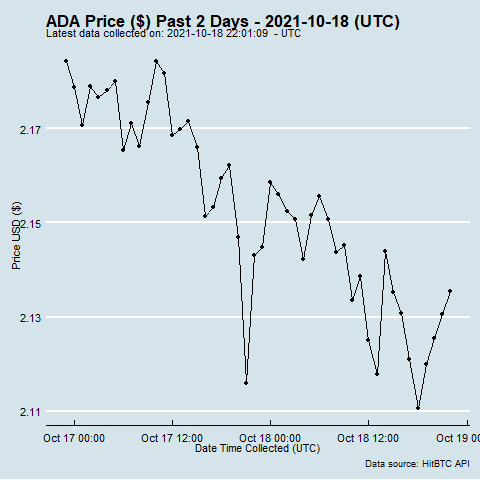 ADA Price ($) Past 2 Days - 2021-10-18 (UTC)
Latest data collected on: 2021-10-18 22:01:09  - UTC
2.17
2.15
2.13
2.11
Price USD ($)
Oct 17 00:00
Oct 17 12:00
Oct 18 00:00
Oct 18 12:00
Oct 19 0
Date Time Collected (UTC)
Data source: HitBTC API